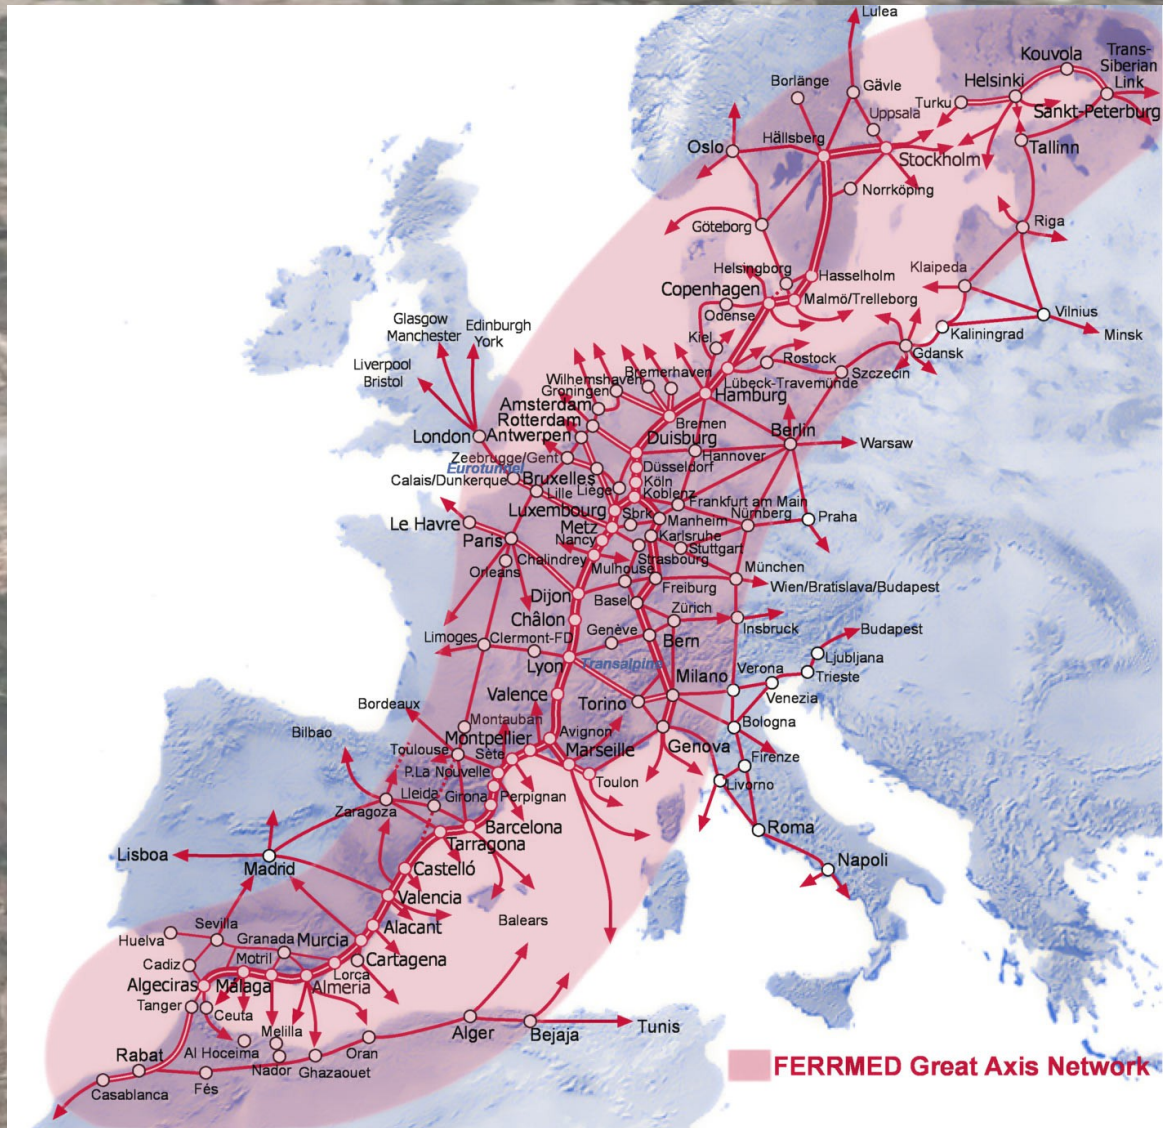 Lulea
Kouvola
Trans-
Siberian
Link
Helsinki
Borlänge
Gävle
Turku
Uppsala
Sankt-Peterburg
Oslo
Hällsberg
Stockholm
Tallinn
Norrköping
Göteborg
Riga
Helsingborg
Hasselholm
Klaipeda
Copenhagen
Malmö/Trelleborg
Odense
Vilnius
Kaliningrad
Minsk
Glasgow
Manchester
Edinburgh
York
Kiel
Rostock
Gdansk
Liverpool
Bristol
Wilhemshaven
Bremerhaven
Groningen
Lübeck-Travemünde
Szczecin
Hamburg
Amsterdam
Rotterdam
Bremen
London
Antwerpen
Duisburg
Berlin
Warsaw
Hannover
Zeebrugge/Gent
Eurotunnel
Düsseldorf
Calais/Dunkerque
Bruxelles
Köln
Lille
Liège
Koblenz
Frankfurt am Main
Luxembourg
Sbrk
Manheim
Nürnberg
Praha
Le Havre
Metz
Paris
Nancy
Karlsruhe
Stuttgart
Chalindrey
Strasbourg
Orleans
Mulhouse
München
Dijon
Basel
Freiburg
Wien/Bratislava/Budapest
Châlon
Zürich
Insbruck
Limoges
Clermont-FD
Genève
Bern
Budapest
Lyon
Transalpine
Ljubljana
Verona
Trieste
Valence
Milano
Torino
Venezia
Bordeaux
Montauban
Bologna
Bilbao
Montpellier
Avignon
Toulouse
Sète
Marseille
Genova
Firenze
P.La Nouvelle
Toulon
Livorno
Lleida
Girona
Perpignan
Zaragoza
Barcelona
Roma
Tarragona
Lisboa
Madrid
Castelló
Napoli
Valencia
Balears
Alacant
Sevilla
Huelva
Granada
Murcia
Cartagena
Motril
Cadiz
Lorca
Algeciras
Málaga
Almeria
Tanger
Ceuta
Melilla
Alger
Bejaja
Tunis
Al Hoceima
Oran
Rabat
Nador
Ghazaouet
Fés
Casablanca
FERRMED Great Axis Network